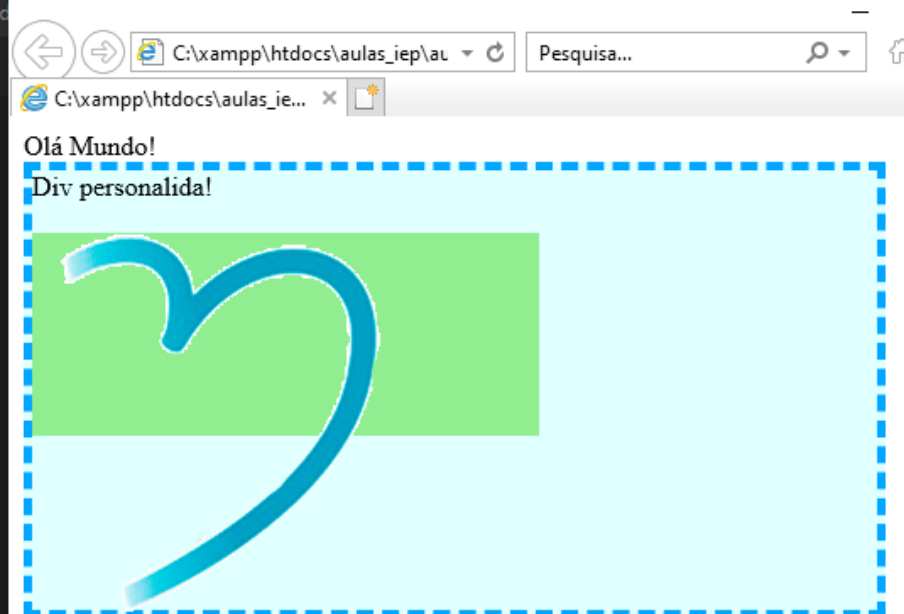 C:\xampp\htdocs\aulas_iep\au
Pesquisa...
C:\xampp\htdocs\aulas_ie...
Olá Mundo!
Div personalida!